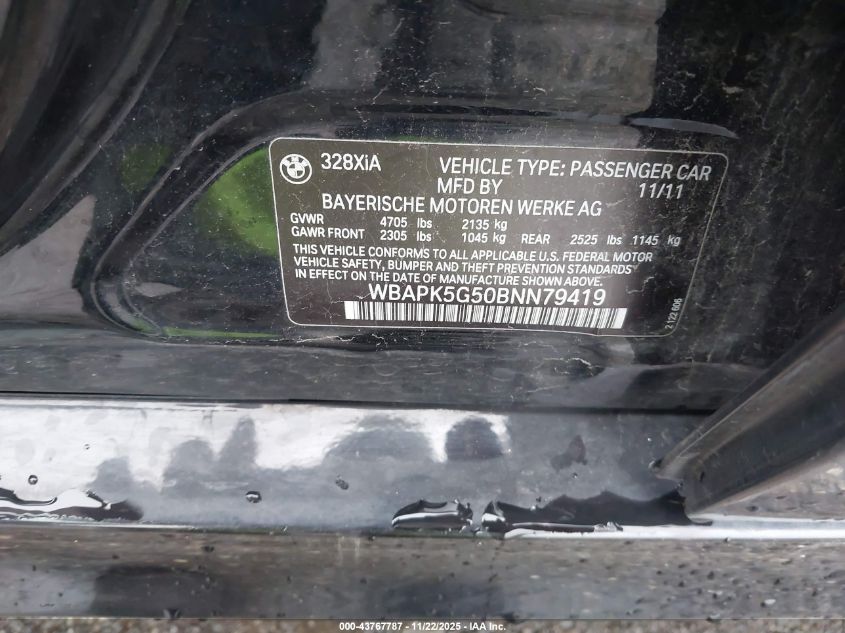 328XiA VEHICLE TYPE: PASSENGER CAR
MFD BY 11/11
BAYERISCHE MOTOREN WERKE AG
GVWR 4705 lbs 2135 kg
GAWR FRONT 2305 lbs 1045 kg REAR 2525 lbs 1145 kg
THIS VEHICLE CONFORMS TO ALL APPLICABLE U.S. FEDERAL MOTOR
VEHICLE SAFETY, BUMPER AND THEFT PREVENTION STANDARDS
IN EFFECT ON THE DATE OF MANUFACTURE SHOWN ABOVE.
WBAPK5G50BNN79419
2122 606
000-43767787 - 11/22/2025 - IAA Inc.